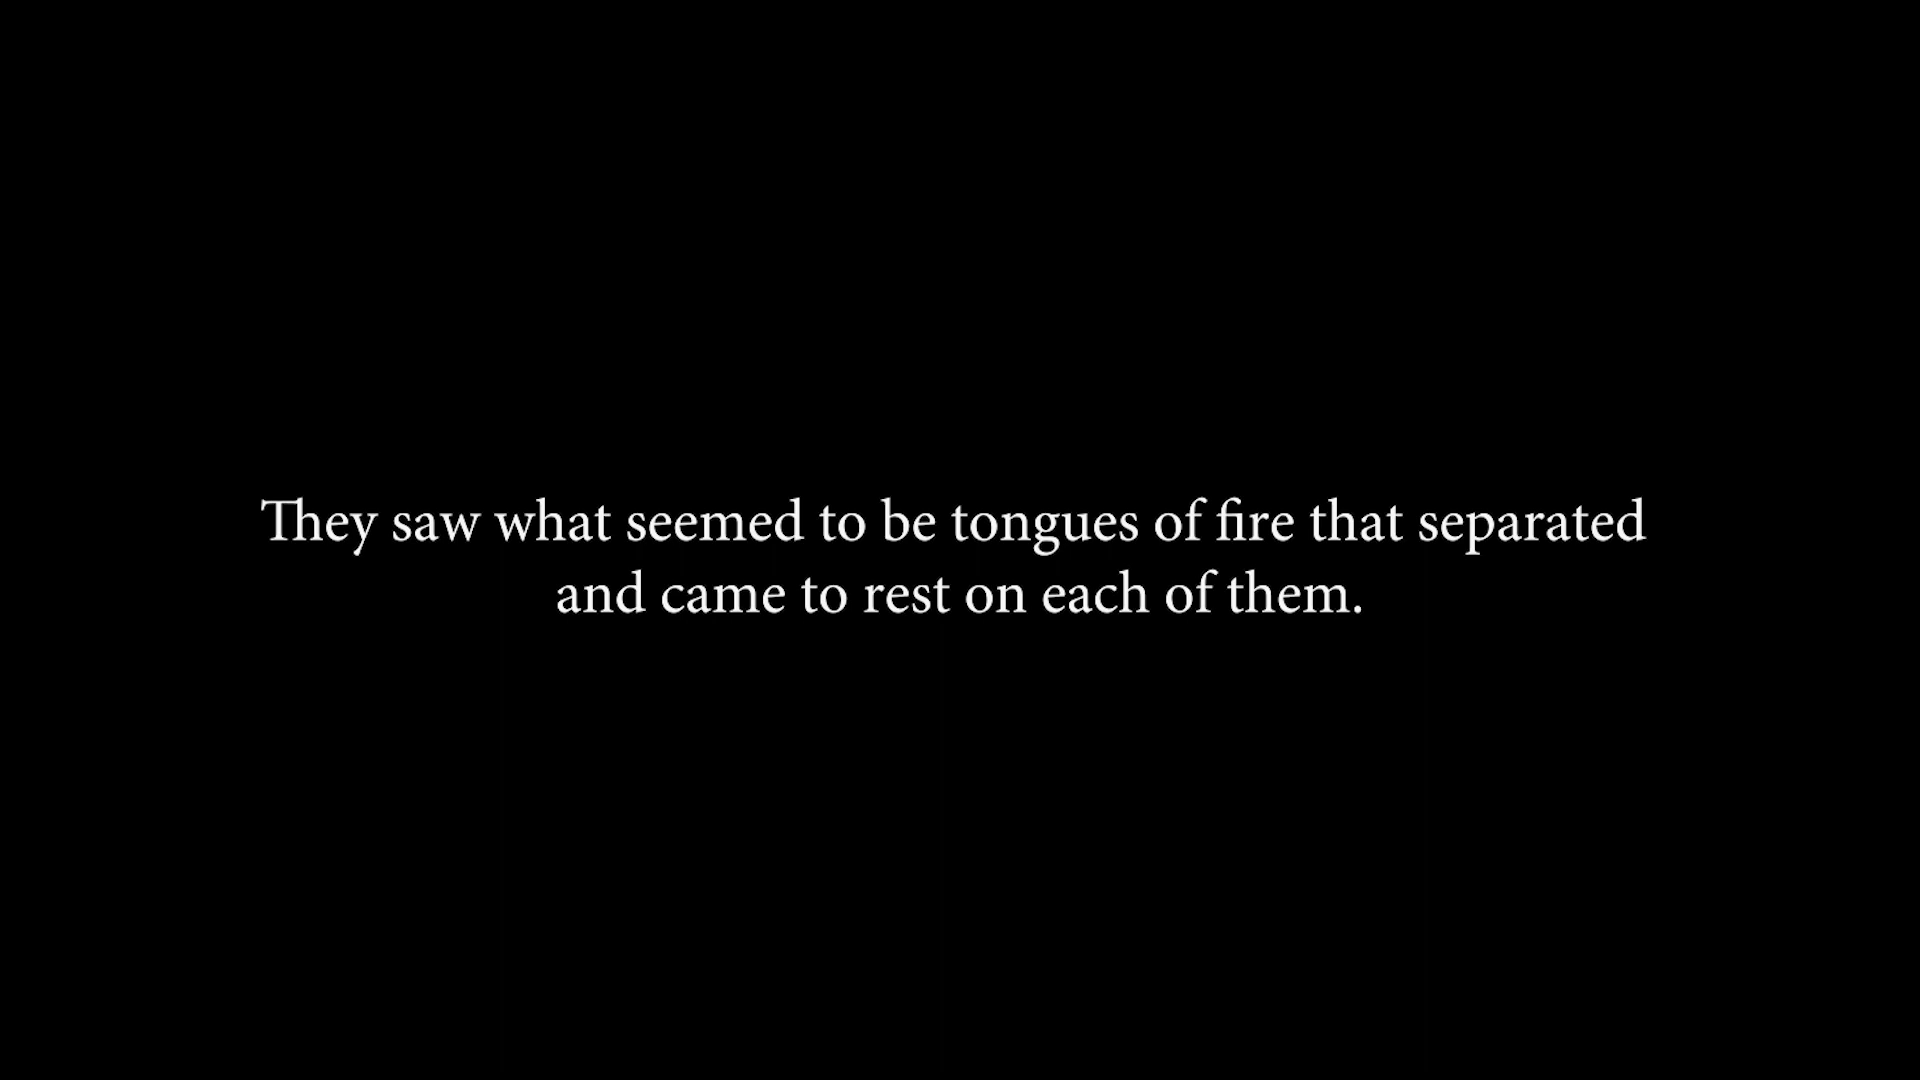 They saw what seemed to be tongues of fire that separated
and came to rest on each of them.